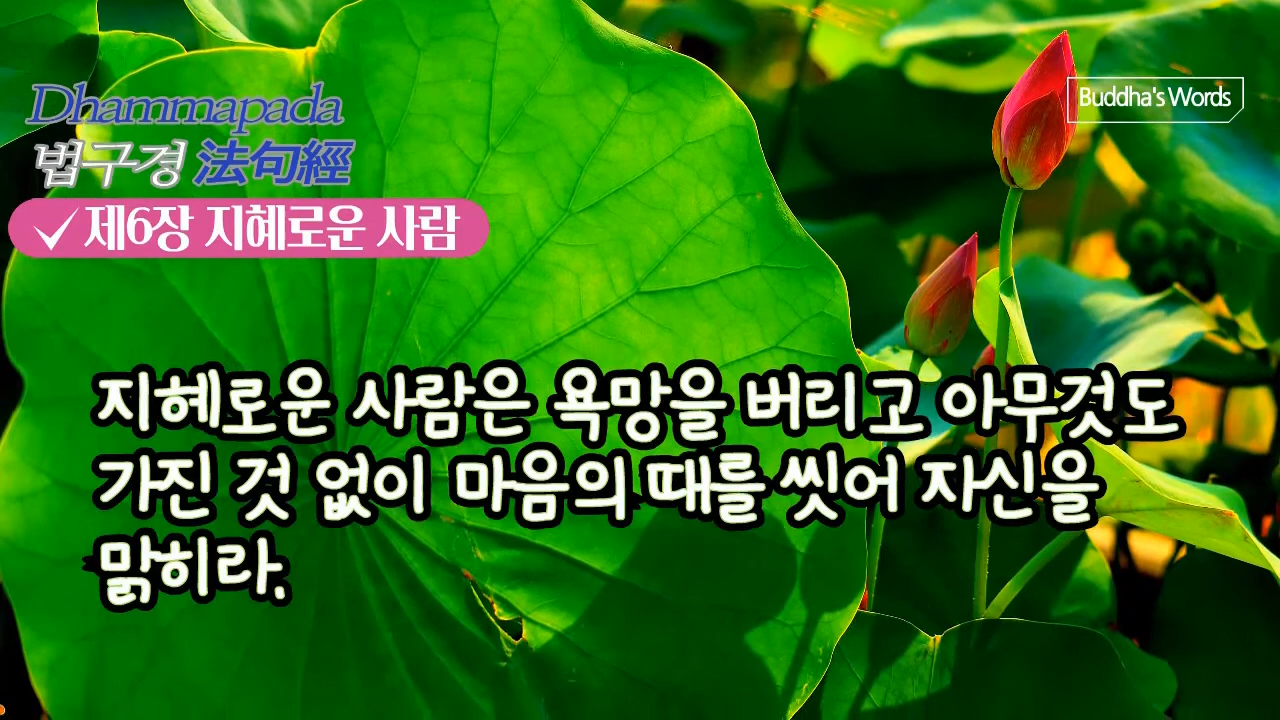 Dhammapada
법구경 法句經
제6장 지혜로운 사람
Buddha's Words
지혜로운 사람은 욕망을 버리고 아무것도
가진 것 없이 마음의 때를 씻어 자신을
맑히라.